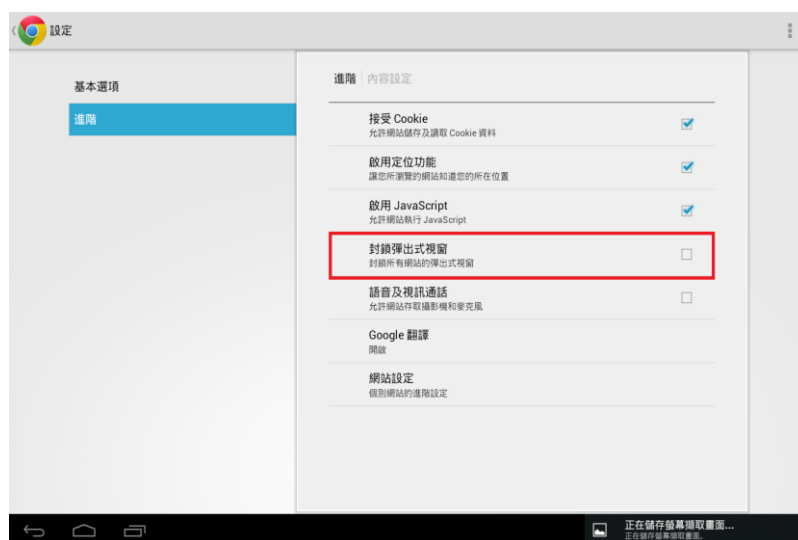 設定
基本選項
進階
進階 內容設定
接受 Cookie
允許網站儲存及讀取 Cookie 資料
啟用定位功能
讓您所瀏覽的網站知道您的所在位置
啟用 JavaScript
允許網站執行 JavaScript
封鎖彈出式視窗
封鎖所有網站的彈出式視窗
語音及視訊通話
允許網站存取攝影機和麥克風
Google 翻譯
開啟
網站設定
個別網站的進階設定
正在儲存螢幕擷取畫面...
正在儲存螢幕擷取畫面。